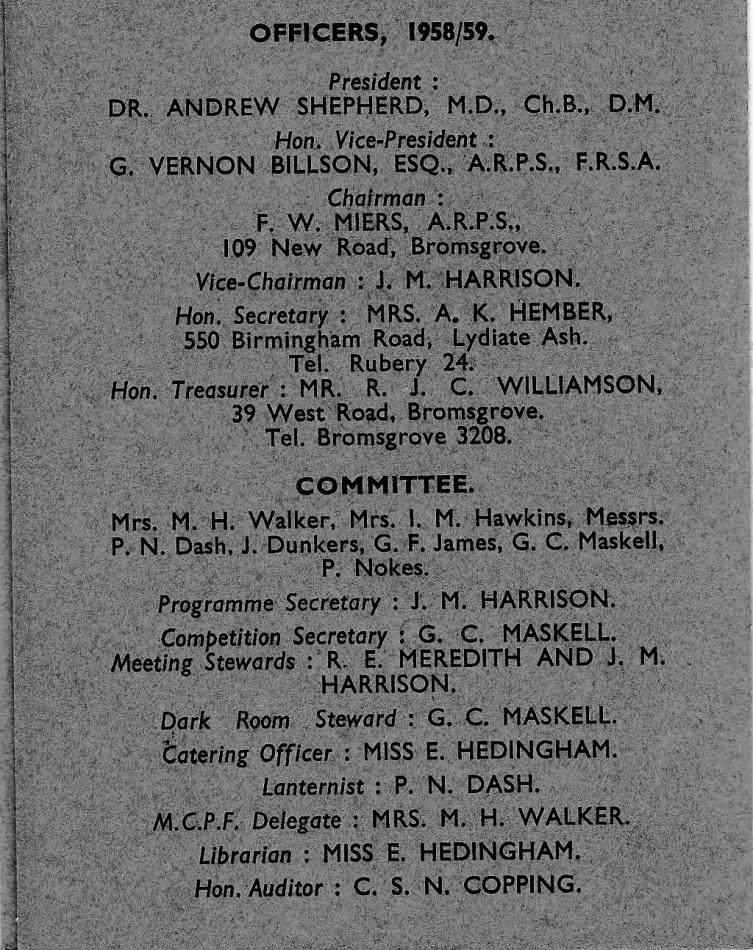 OFFICERS, 1958/59.
President :
DR. ANDREW SHEPHERD, M.D., Ch.B., D.M.
Hon. Vice-President :
G. VERNON BILLSON, ESQ., A.R.P.S., F.R.S.A.
Chairman :
F. W. MIERS, A.R.P.S.,
109 New Road, Bromsgrove.
Vice-Chairman : J. M. HARRISON.
Hon. Secretary : MRS. A. K. HEMBER,
550 Birmingham Road, Lydiate Ash.
Tel. Rubery 24.
Hon. Treasurer : MR. R. J. C. WILLIAMSON,
39 West Road, Bromsgrove.
Tel. Bromsgrove 3208.
COMMITTEE.
Mrs. M. H. Walker, Mrs. I. M. Hawkins, Messrs.
P. N. Dash, J. Dunkers, G. F. James, G. C. Maskell,
P. Nokes.
Programme Secretary : J. M. HARRISON.
Competition Secretary : G. C. MASKELL.
Meeting Stewards : R. E. MEREDITH AND J. M.
HARRISON.
Dark Room Steward : G. C. MASKELL.
Catering Officer : MISS E. HEDINGHAM.
Lanternist : P. N. DASH.
M.C.P.F. Delegate : MRS. M. H. WALKER.
Librarian : MISS E. HEDINGHAM.
Hon. Auditor : C. S. N. COPPING.